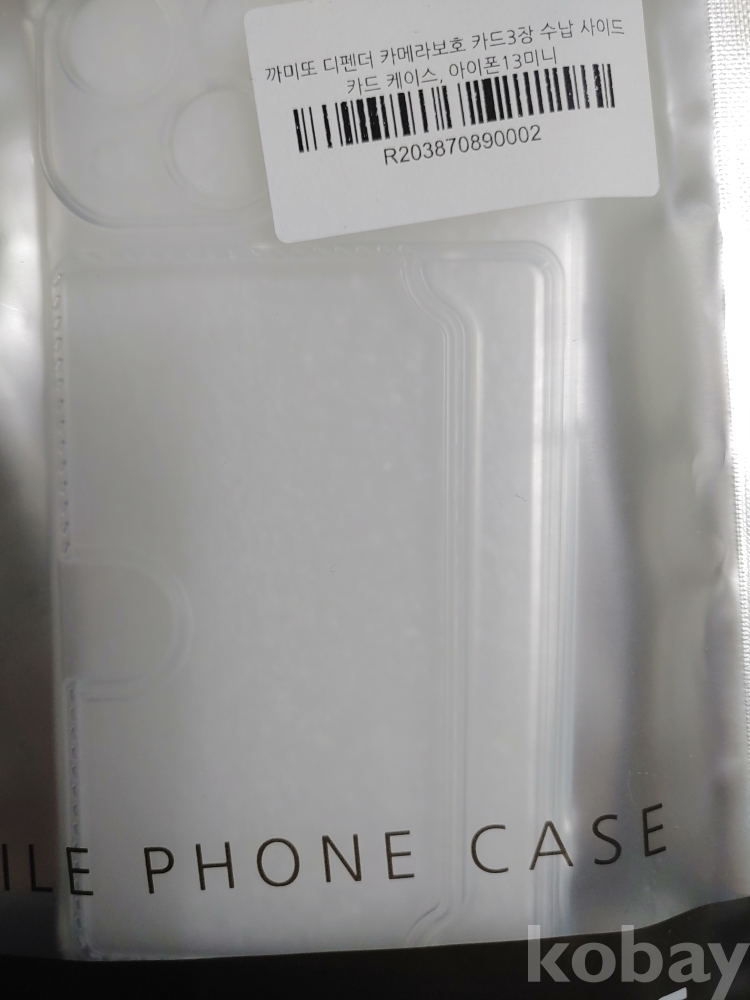 까미또 디펜더 카메라보호 카드3장 수납 사이드
카드 케이스, 아이폰13미니
R203870890002
ILE PHONE CASE
kobay